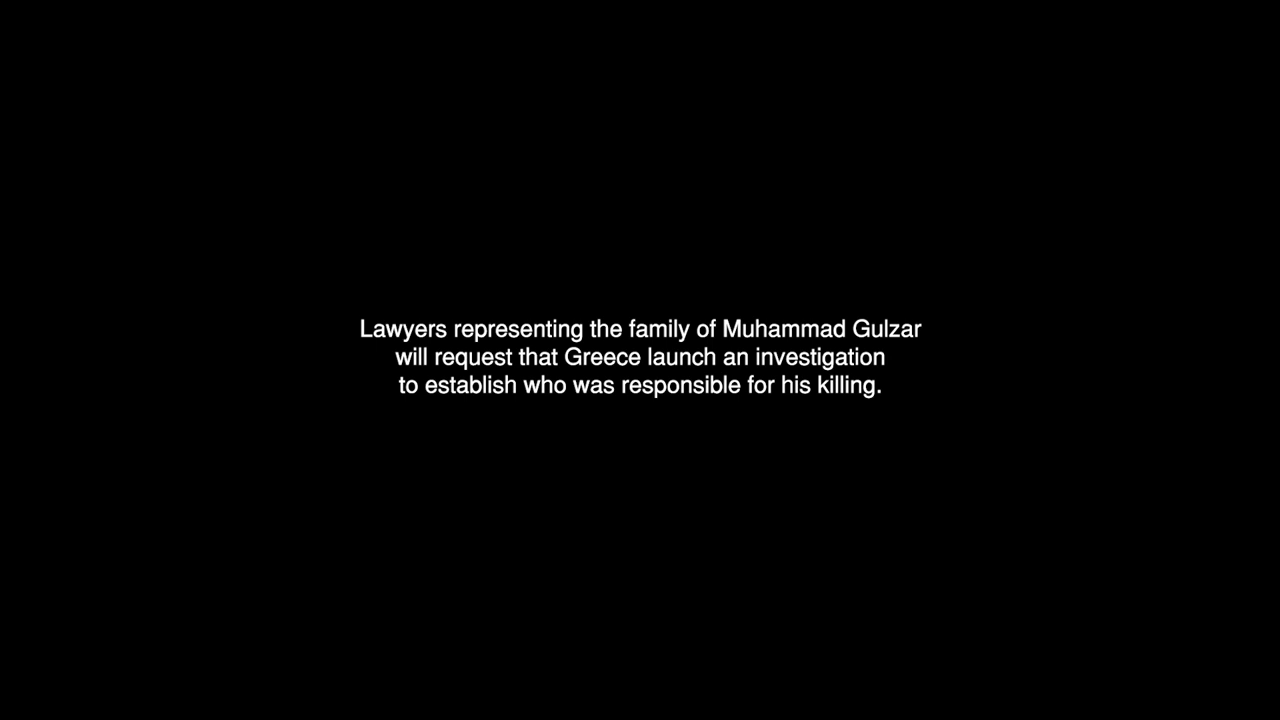 Lawyers representing the family of Muhammad Gulzar
will request that Greece launch an investigation
to establish who was responsible for his killing.